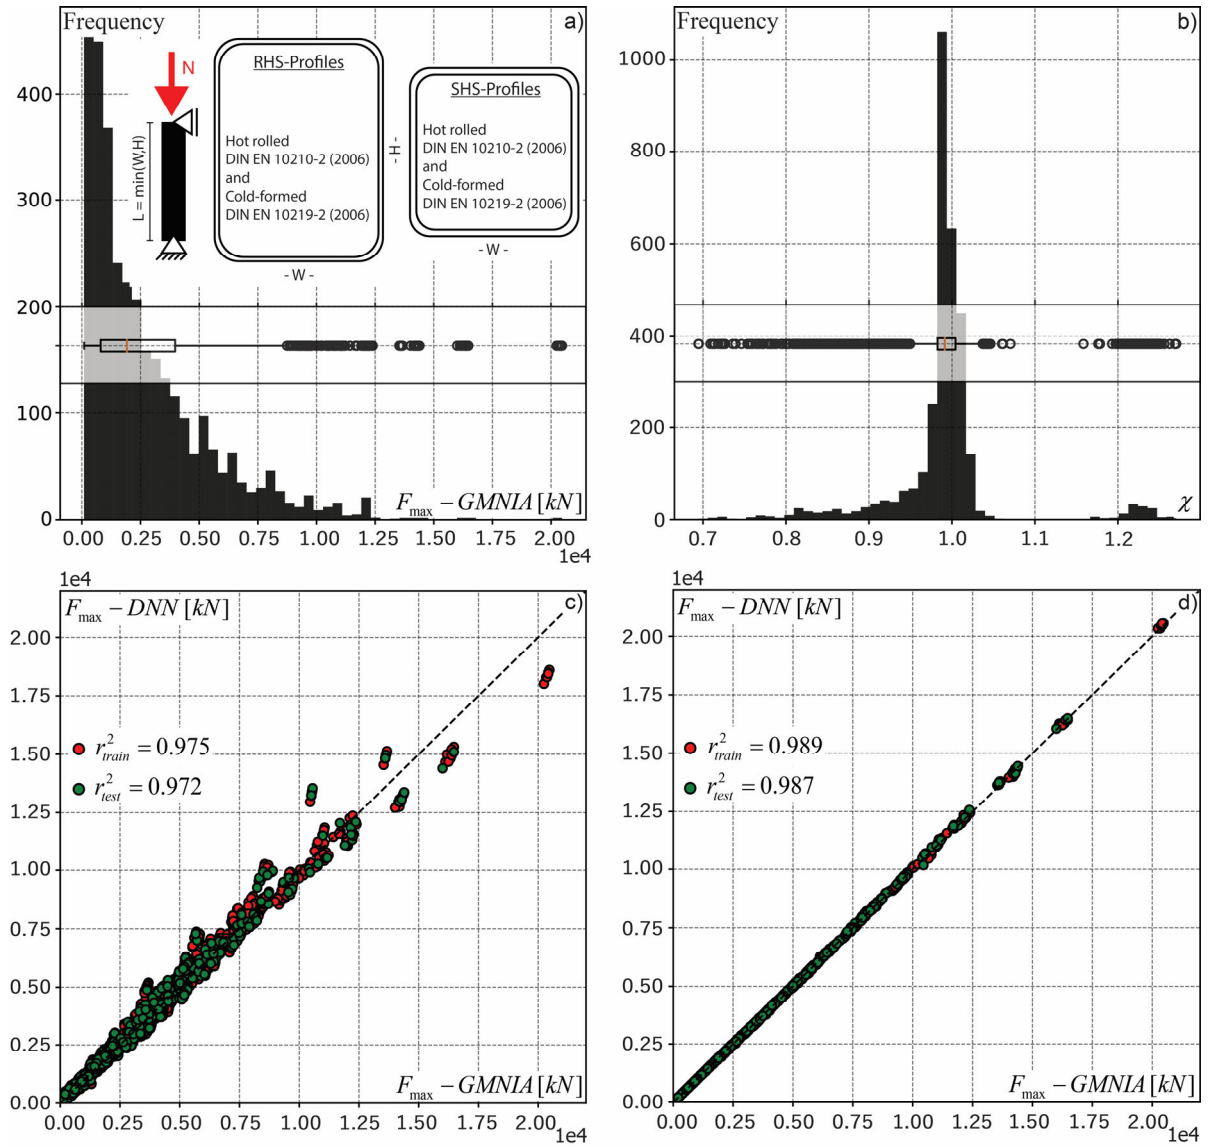 Frequency
a)
400
300
200
100
0
N
L = min(W,H)
RHS-Profiles
Hot rolled
DIN EN 10210-2 (2006)
and
Cold-formed
DIN EN 10219-2 (2006)
- H -
- W -
SHS-Profiles
Hot rolled
DIN EN 10210-2 (2006)
and
Cold-formed
DIN EN 10219-2 (2006)
- W -
F_max − GMNIA [kN]
0.00 0.25 0.50 0.75 1.00 1.25 1.50 1.75 2.00
1e4
Frequency
b)
1000
800
600
400
200
0
χ
0.7 0.8 0.9 1.0 1.1 1.2
1e4
F_max − DNN [kN]
c)
2.00
1.75
1.50
1.25
1.00
0.75
0.50
0.25
0.00
r²_train = 0.975
r²_test = 0.972
F_max − GMNIA [kN]
0.00 0.25 0.50 0.75 1.00 1.25 1.50 1.75 2.00
1e4
1e4
F_max − DNN [kN]
d)
2.00
1.75
1.50
1.25
1.00
0.75
0.50
0.25
0.00
r²_train = 0.989
r²_test = 0.987
F_max − GMNIA [kN]
0.00 0.25 0.50 0.75 1.00 1.25 1.50 1.75 2.00
1e4